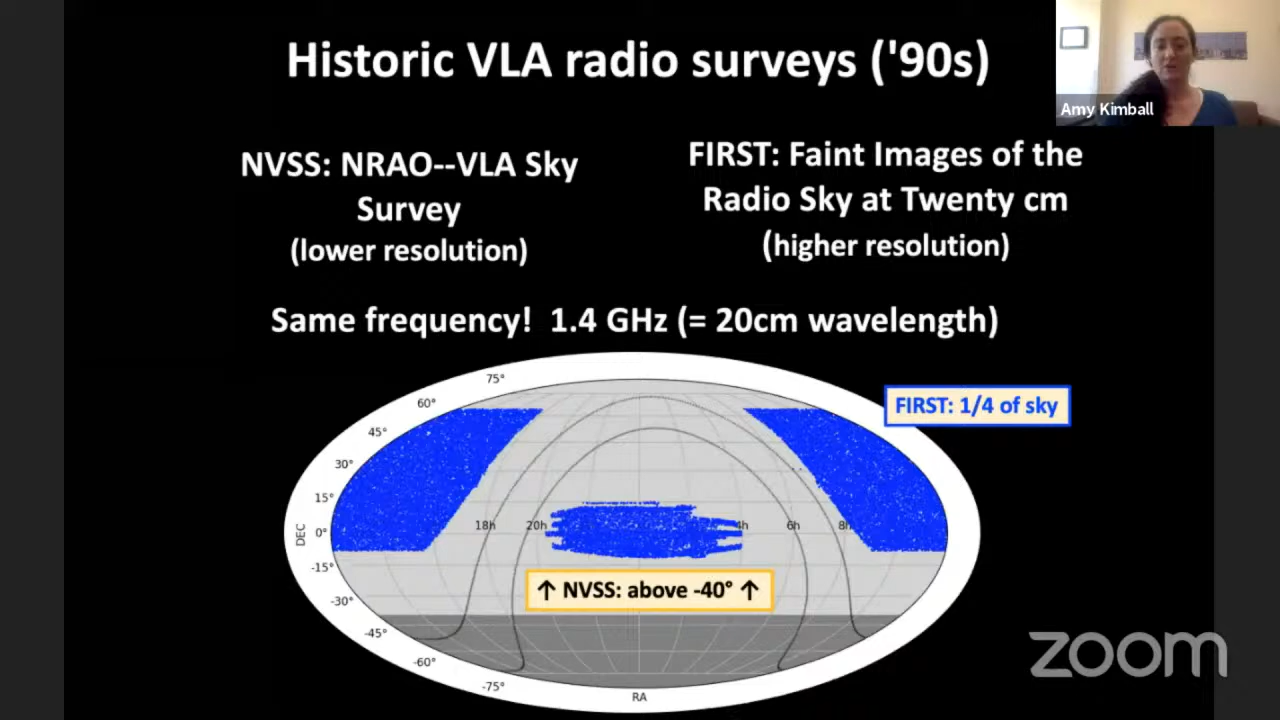 Historic VLA radio surveys ('90s)
Amy Kimball
NVSS: NRAO--VLA Sky
Survey
(lower resolution)
FIRST: Faint Images of the
Radio Sky at Twenty cm
(higher resolution)
Same frequency! 1.4 GHz (= 20cm wavelength)
75°
60°
45°
30°
15°
0°
-15°
-30°
-45°
-60°
-75°
DEC
18h
20h
4h
6h
8h
FIRST: 1/4 of sky
↑ NVSS: above -40° ↑
RA
zoom